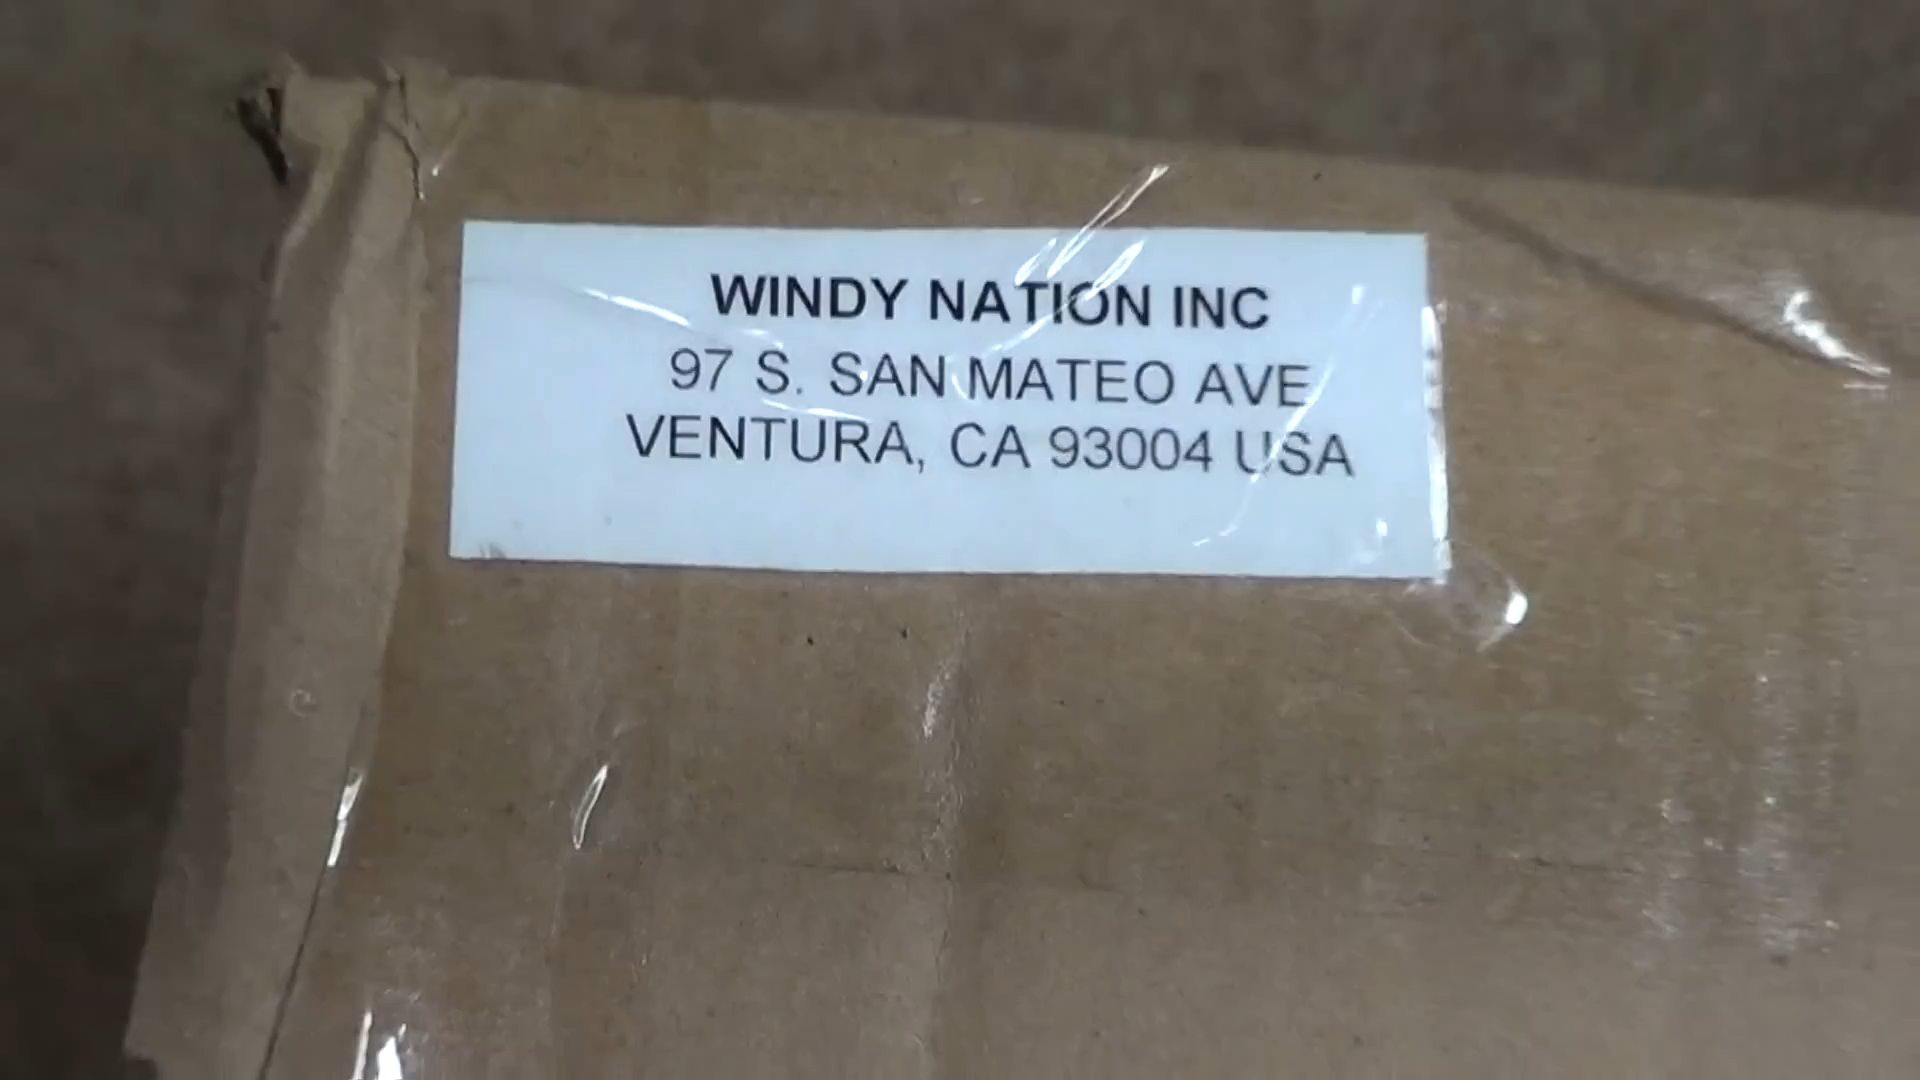 WINDY NATION INC
97 S. SAN MATEO AVE
VENTURA, CA 93004 USA